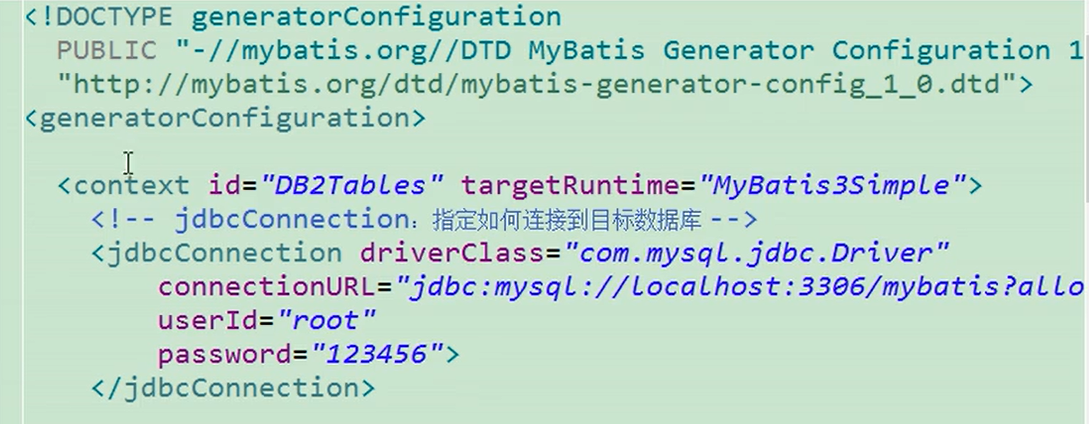 <!DOCTYPE generatorConfiguration
PUBLIC "-//mybatis.org//DTD MyBatis Generator Configuration 1
"http://mybatis.org/dtd/mybatis-generator-config_1_0.dtd">
<generatorConfiguration>
<context id="DB2Tables" targetRuntime="MyBatis3Simple">
<!-- jdbcConnection：指定如何连接到目标数据库 -->
<jdbcConnection driverClass="com.mysql.jdbc.Driver"
connectionURL="jdbc:mysql://localhost:3306/mybatis?allo
userId="root"
password="123456">
</jdbcConnection>